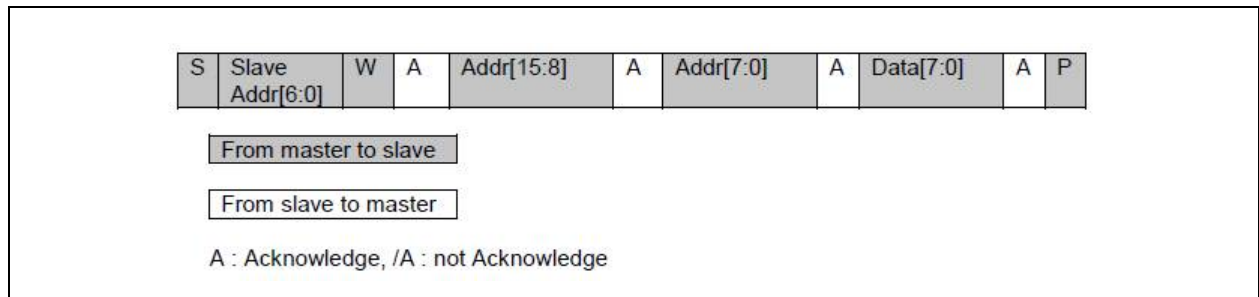 S Slave Addr[6:0] W A Addr[15:8] A Addr[7:0] A Data[7:0] A P
From master to slave
From slave to master
A : Acknowledge, /A : not Acknowledge